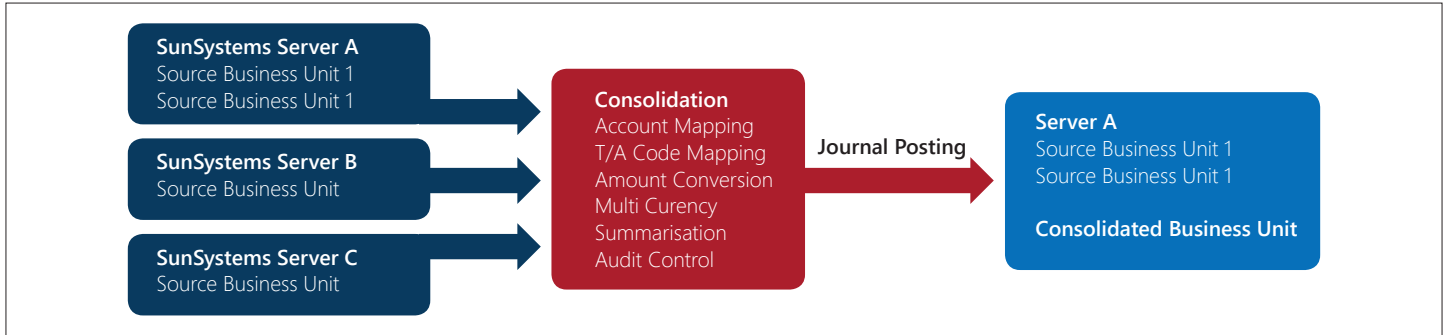 SunSystems Server A
Source Business Unit 1
Source Business Unit 1
SunSystems Server B
Source Business Unit
SunSystems Server C
Source Business Unit
Consolidation
Account Mapping
T/A Code Mapping
Amount Conversion
Multi Curency
Summarisation
Audit Control
Journal Posting
Server A
Source Business Unit 1
Source Business Unit 1
Consolidated Business Unit